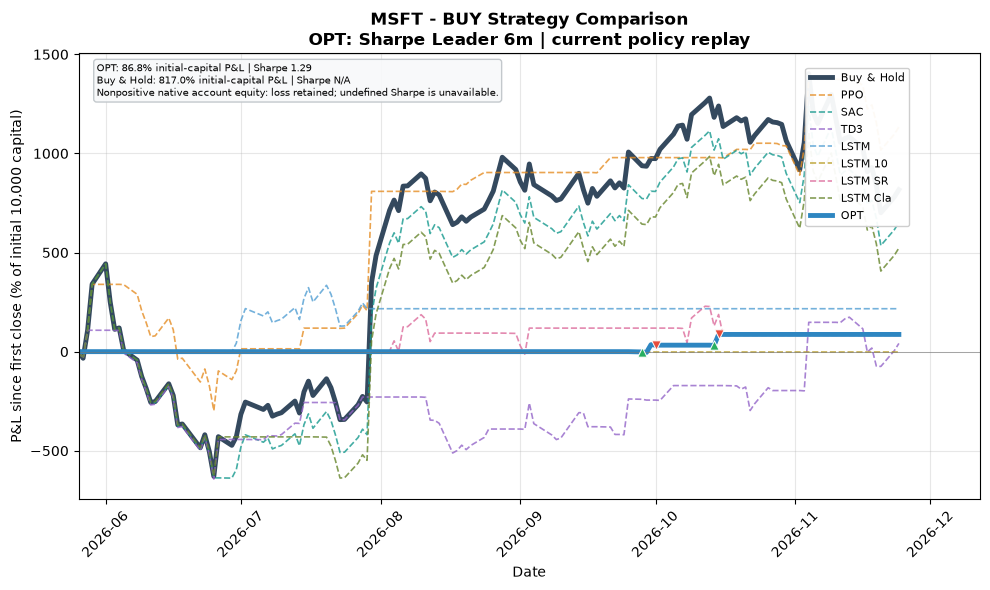 MSFT - BUY Strategy Comparison
OPT: Sharpe Leader 6m | current policy replay
OPT: 86.8% initial-capital P&L | Sharpe 1.29
Buy & Hold: 817.0% initial-capital P&L | Sharpe N/A
Nonpositive native account equity: loss retained; undefined Sharpe is unavailable.
Buy & Hold
PPO
SAC
TD3
LSTM
LSTM 10
LSTM SR
LSTM Cla
OPT
P&L since first close (% of initial 10,000 capital)
1500
1000
500
0
−500
2026-06
2026-07
2026-08
2026-09
2026-10
2026-11
2026-12
Date